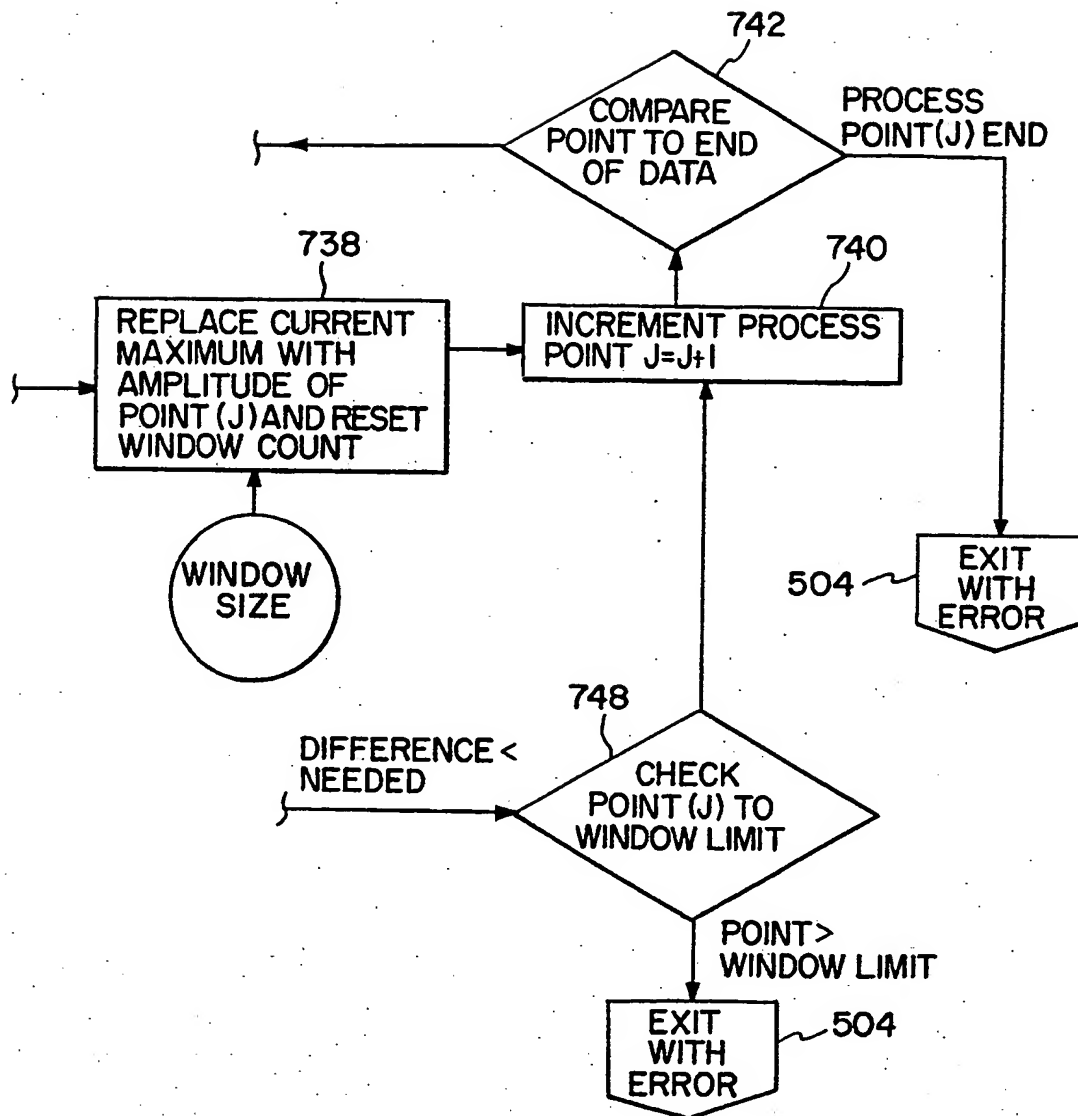 742
COMPARE
POINT TO END
OF DATA
PROCESS
POINT(J) END
738
REPLACE CURRENT
MAXIMUM WITH
AMPLITUDE OF
POINT (J) AND RESET
WINDOW COUNT
740
INCREMENT PROCESS
POINT J=J+1
WINDOW
SIZE
504
EXIT
WITH
ERROR
748
DIFFERENCE <
NEEDED
CHECK
POINT (J) TO
WINDOW LIMIT
POINT >
WINDOW LIMIT
EXIT
WITH
ERROR
504